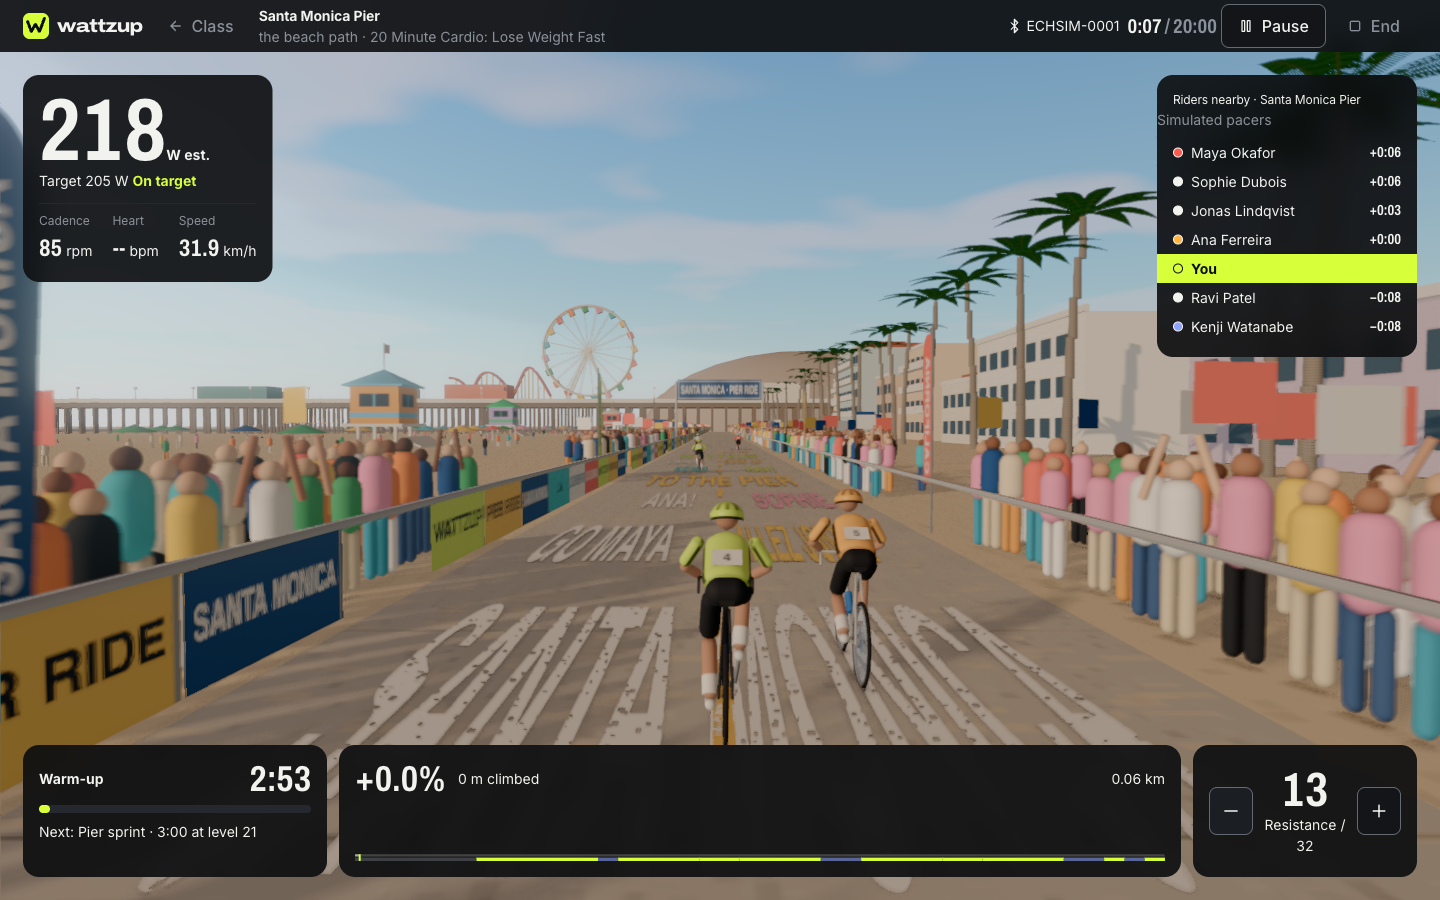 wattzup
Class
Santa Monica Pier
the beach path · 20 Minute Cardio: Lose Weight Fast
ECHSIM-0001
0:07 / 20:00
Pause
End
218 W est.
Target 205 W On target
Cadence Heart Speed
85 rpm -- bpm 31.9 km/h
Riders nearby · Santa Monica Pier
Simulated pacers
Maya Okafor +0:06
Sophie Dubois +0:06
Jonas Lindqvist +0:03
Ana Ferreira +0:00
You
Ravi Patel −0:08
Kenji Watanabe −0:08
SANTA MONICA
SANTA MONICA · PIER RIDE
TO THE PIER
ANA! SOPHIE
GO MAYA
4
5
WATTZUP
PIER RIDE
SANTA MONICA
R RIDE
SANTA MONICA
Warm-up 2:53
Next: Pier sprint · 3:00 at level 21
+0.0% 0 m climbed 0.06 km
13
Resistance /
32